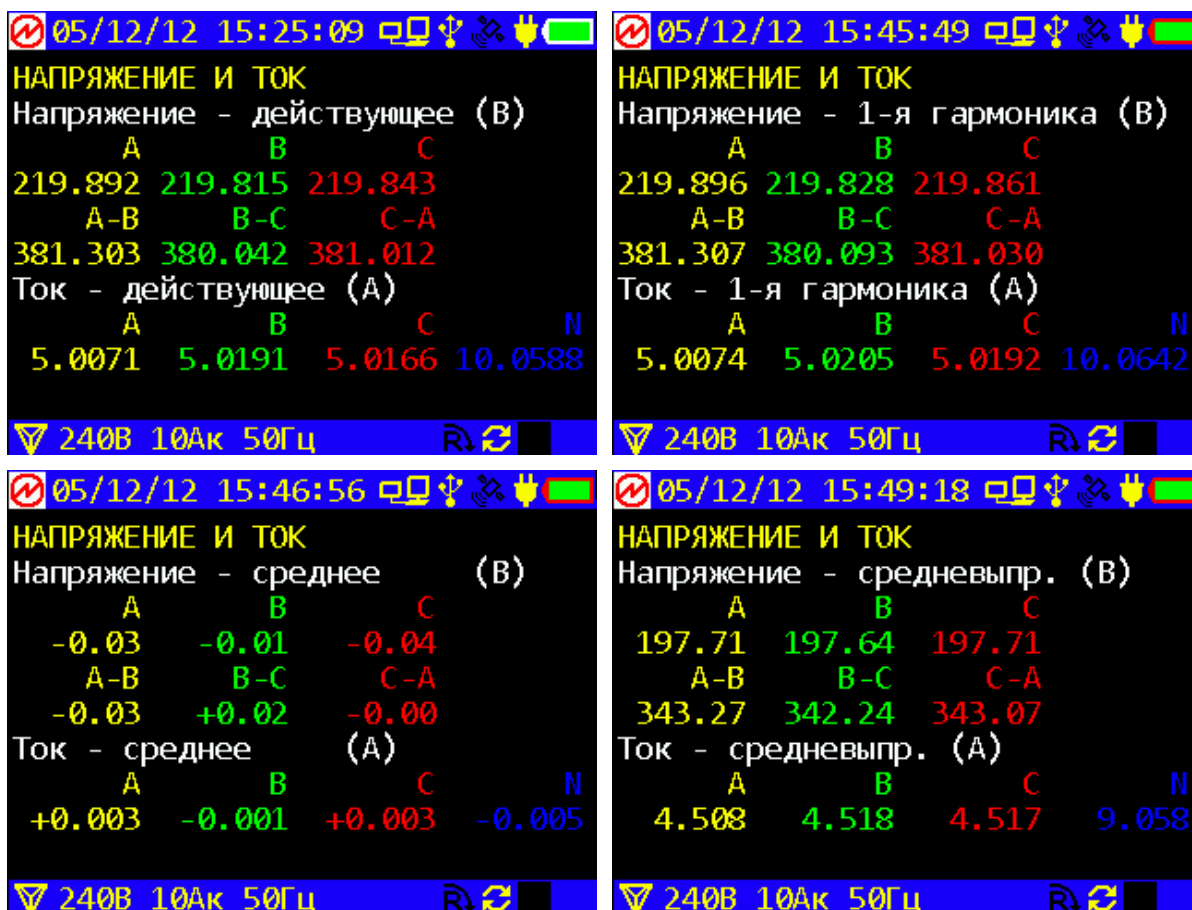 05/12/12 15:25:09
НАПРЯЖЕНИЕ И ТОК
Напряжение - действующее (В)
A B C
219.892 219.815 219.843
A-B B-C C-A
381.303 380.042 381.012
Ток - действующее (А)
A B C N
5.0071 5.0191 5.0166 10.0588
240В 10Ак 50Гц R
05/12/12 15:45:49
НАПРЯЖЕНИЕ И ТОК
Напряжение - 1-я гармоника (В)
A B C
219.896 219.828 219.861
A-B B-C C-A
381.307 380.093 381.030
Ток - 1-я гармоника (А)
A B C N
5.0074 5.0205 5.0192 10.0642
240В 10Ак 50Гц R
05/12/12 15:46:56
НАПРЯЖЕНИЕ И ТОК
Напряжение - среднее (В)
A B C
-0.03 -0.01 -0.04
A-B B-C C-A
-0.03 +0.02 -0.00
Ток - среднее (А)
A B C N
+0.003 -0.001 +0.003 -0.005
240В 10Ак 50Гц R
05/12/12 15:49:18
НАПРЯЖЕНИЕ И ТОК
Напряжение - средневыпр. (В)
A B C
197.71 197.64 197.71
A-B B-C C-A
343.27 342.24 343.07
Ток - средневыпр. (А)
A B C N
4.508 4.518 4.517 9.058
240В 10Ак 50Гц R